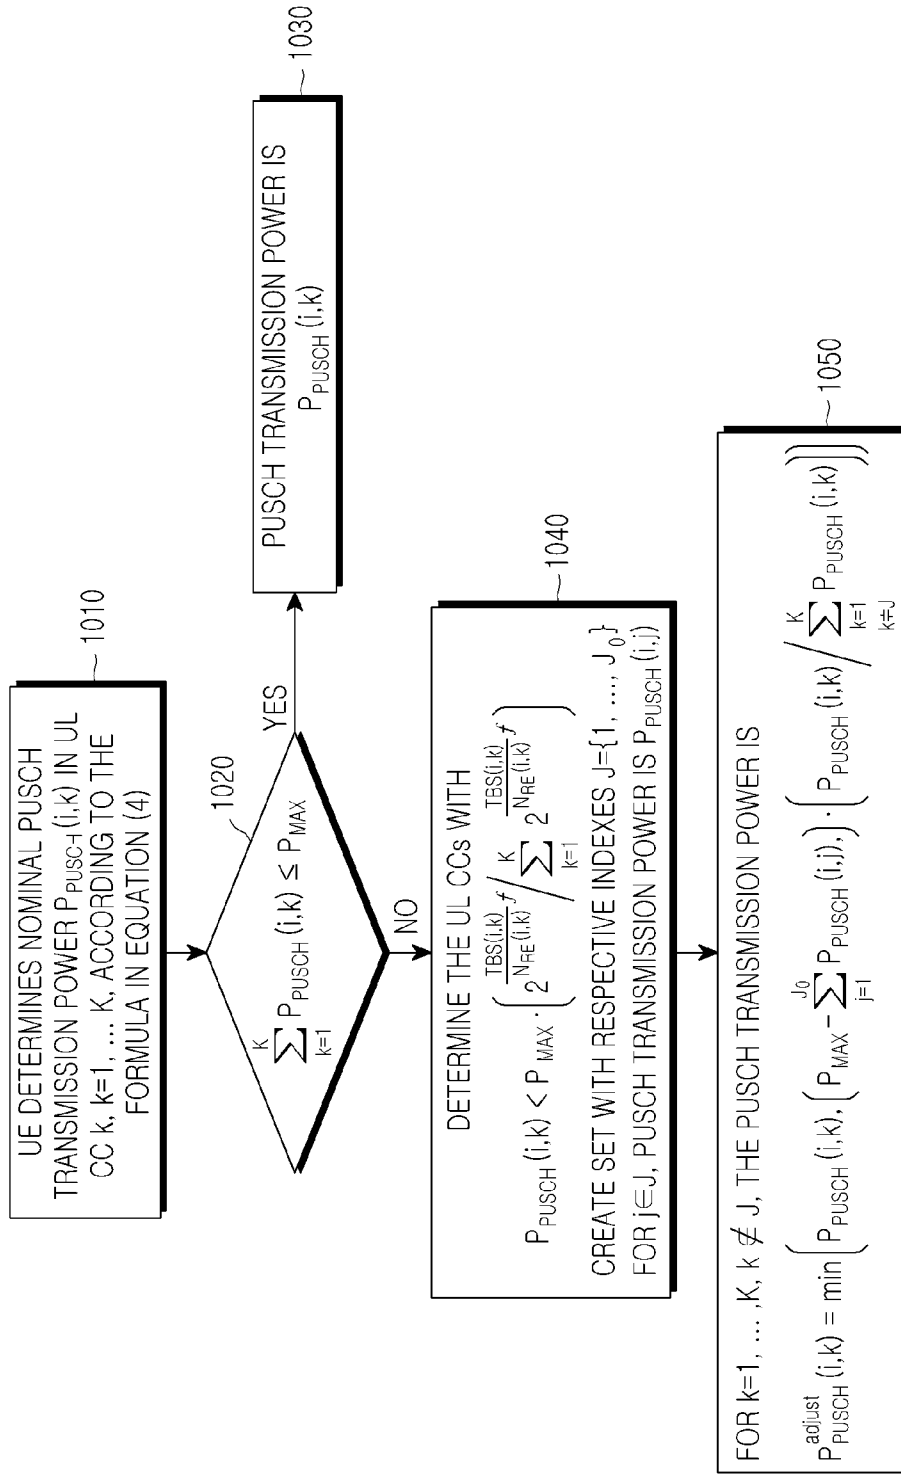 1010
UE DETERMINES NOMINAL PUSCH
TRANSMISSION POWER P_PUSCH (i,k) IN UL
CC k, k=1, ... K, ACCORDING TO THE
FORMULA IN EQUATION (4)
1020
∑_{k=1}^{K} P_PUSCH (i,k) ≤ P_MAX
YES
1030
PUSCH TRANSMISSION POWER IS
P_PUSCH (i,k)
NO
1040
DETERMINE THE UL CCs WITH
P_PUSCH (i,k) < P_MAX · ( 2^{TBS(i,k)/N_RE (i,k) · f} / ∑_{k=1}^{K} 2^{TBS(i,k)/N_RE (i,k) · f} )
CREATE SET WITH RESPECTIVE INDEXES J={1, ..., J_0}
FOR j∈J, PUSCH TRANSMISSION POWER IS P_PUSCH (i,j)
1050
FOR k=1, ... ,K, k ∉ J, THE PUSCH TRANSMISSION POWER IS
P_PUSCH^adjust (i,k) = min ( P_PUSCH (i,k), ( P_MAX − ∑_{j=1}^{J_0} P_PUSCH (i,j), ) · ( P_PUSCH (i,k) / ∑_{k=1, k≠J}^{K} P_PUSCH (i,k) ) )